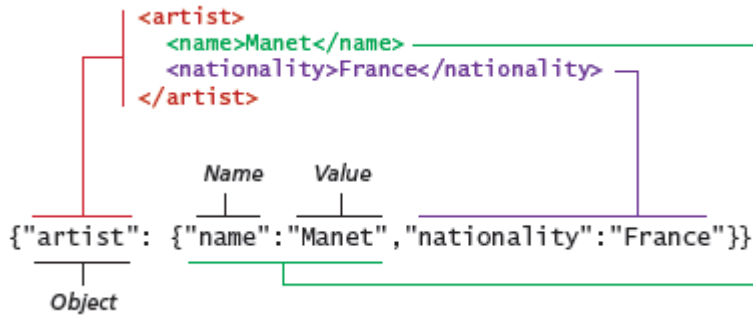 <artist>
<name>Manet</name>
<nationality>France</nationality>
</artist>
Name Value
{"artist": {"name":"Manet","nationality":"France"}}
Object